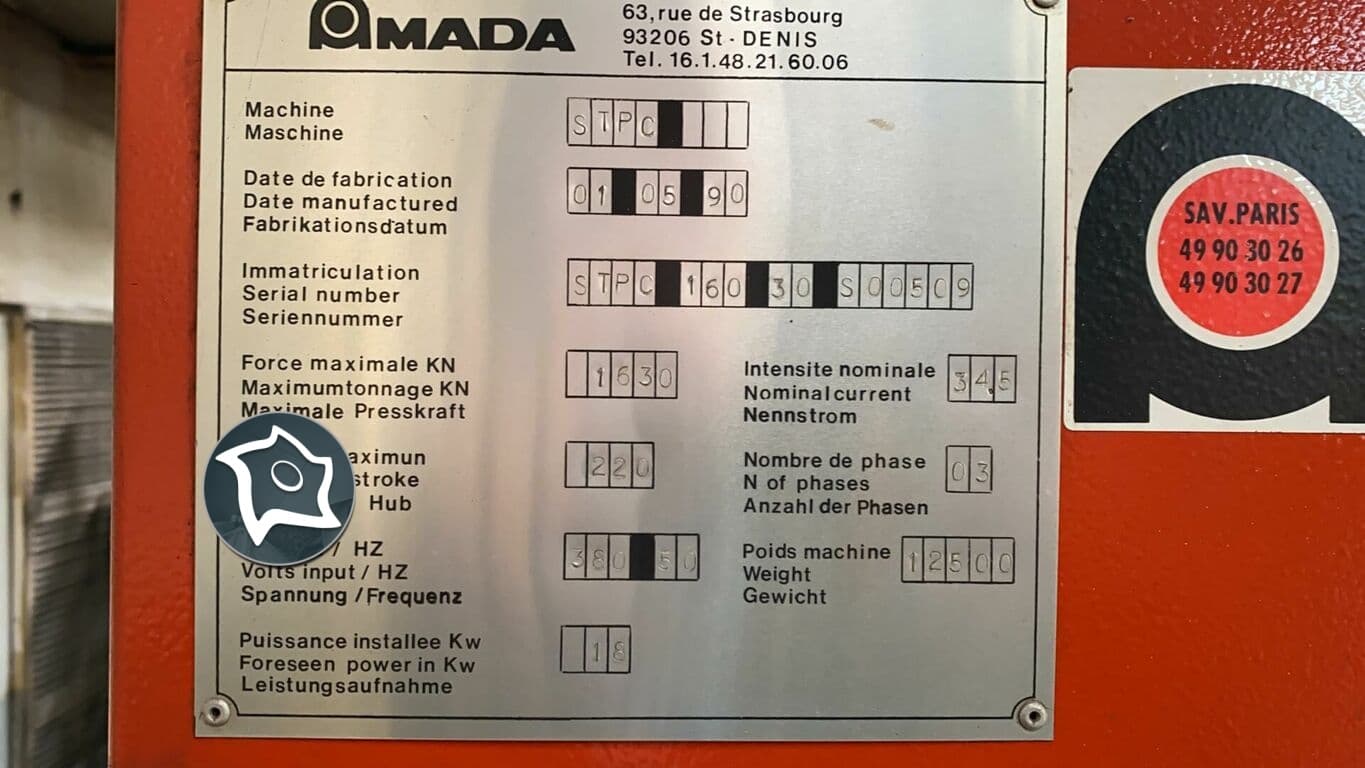 AMADA
63, rue de Strasbourg
93206 St - DENIS
Tel. 16.1.48.21.60.06
Machine
Maschine
STPC
Date de fabrication
Date manufactured
Fabrikationsdatum
01 05 90
Immatriculation
Serial number
Seriennummer
STPC 160 30 S00509
Force maximale KN
Maximumtonnage KN
Maximale Presskraft
1630
Intensite nominale
Nominal current
Nennstrom
34,5
stroke
Hub
220
Nombre de phase
N of phases
Anzahl der Phasen
03
/ HZ
Volts input / HZ
Spannung / Frequenz
380 50
Poids machine
Weight
Gewicht
12500
Puissance installee Kw
Foreseen power in Kw
Leistungsaufnahme
18
SAV. PARIS
49 90 30 26
49 90 30 27